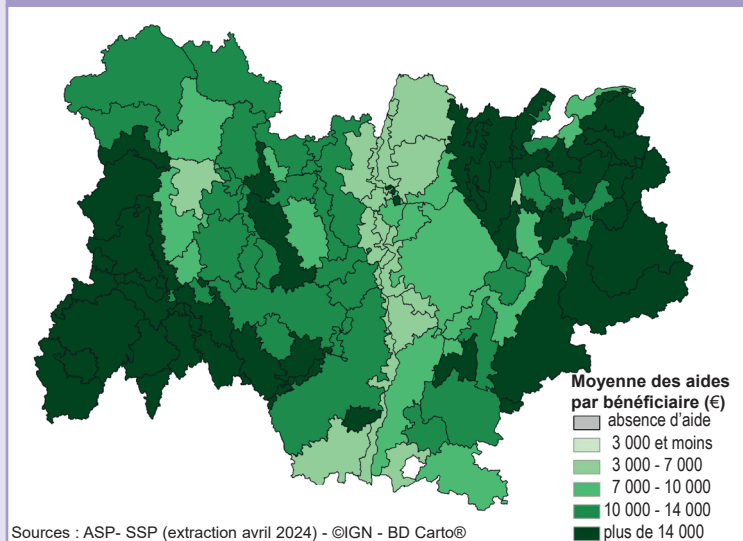 Moyenne des aides
par bénéficiaire (€)
absence d'aide
3 000 et moins
3 000 - 7 000
7 000 - 10 000
10 000 - 14 000
plus de 14 000
Sources : ASP- SSP (extraction avril 2024) - ©IGN - BD Carto®